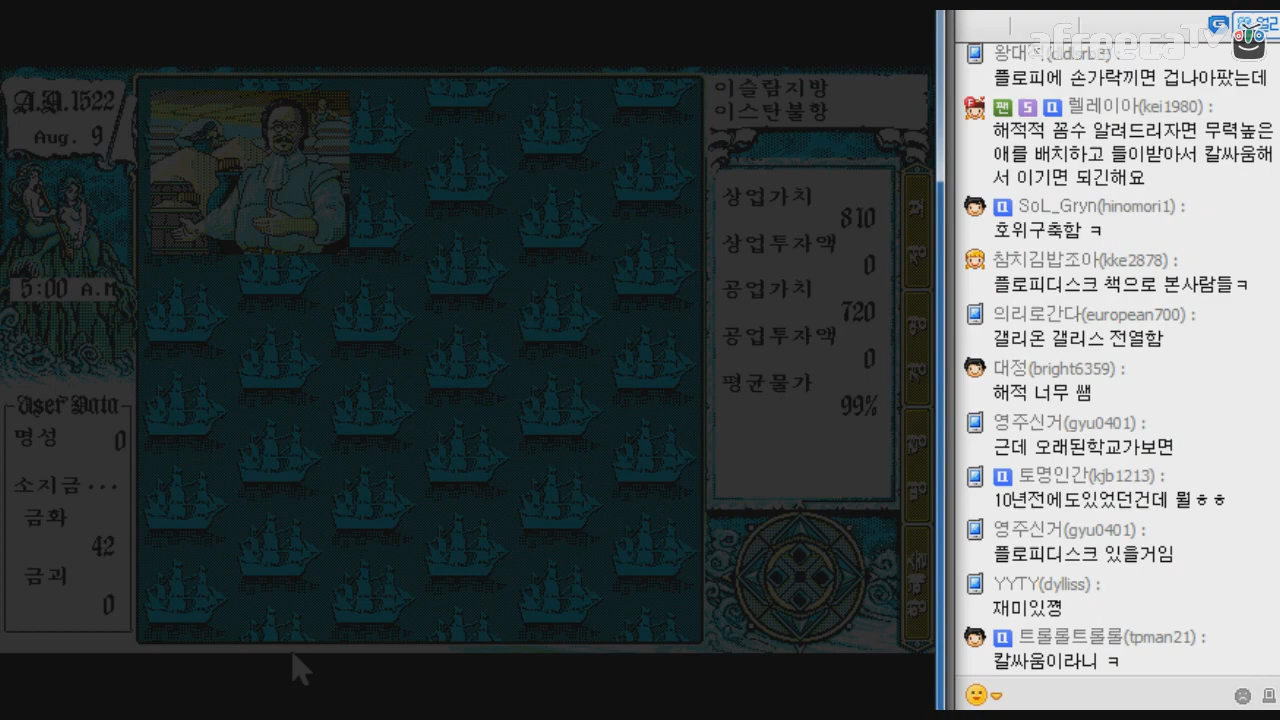 A.D.1522
Aug. 9
5:00 A.M
User Data
명성 0
소지금···
금화
42
금괴
0
이슬람지방
이스탄불항
상업가치
810
상업투자액
0
공업가치
720
공업투자액
0
평균물가
99%
afreecaTV
플로피에 손가락끼면 겁나아팠는데
팬 5 렐레이아(kei1980) :
해적적 꼼수 알려드리자면 무력높은
애를 배치하고 들이받아서 칼싸움해
서 이기면 되긴해요
SoL_Gryn(hinomori1) :
호위구축함 ㅋ
참치김밥조아(kke2878) :
플로피디스크 책으로 본사람들ㅋ
의리로간다(european700) :
갤리온 갤리스 전열함
대정(bright6359) :
해적 너무 쌤
영주신거(gyu0401) :
근데 오래된학교가보면
토명인간(kjb1213) :
10년전에도있었던건데 뭘ㅎㅎ
영주신거(gyu0401) :
플로피디스크 있을거임
YYTY(dylliss) :
재미있쪙
트롤롤트롤롤(tpman21) :
칼싸움이라니 ㅋ